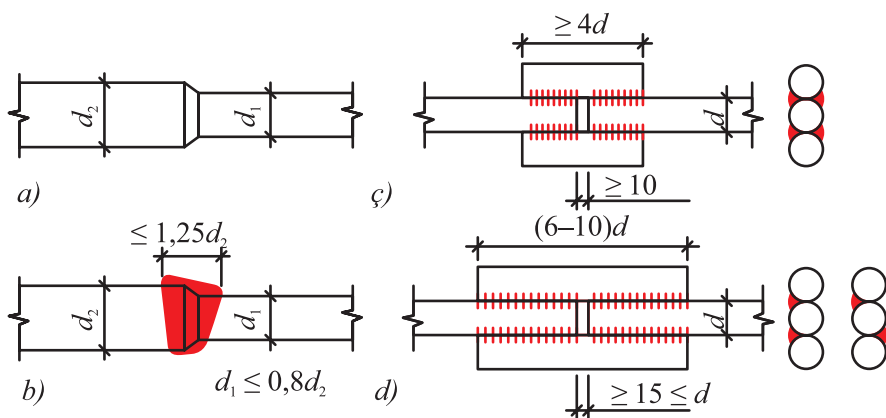 d₂
d₁
a)
≥ 4d
d
≥ 10
ç)
≤ 1,25d₂
d₂
d₁
d₁ ≤ 0,8d₂
b)
(6–10)d
d
≥ 15 ≤ d
d)